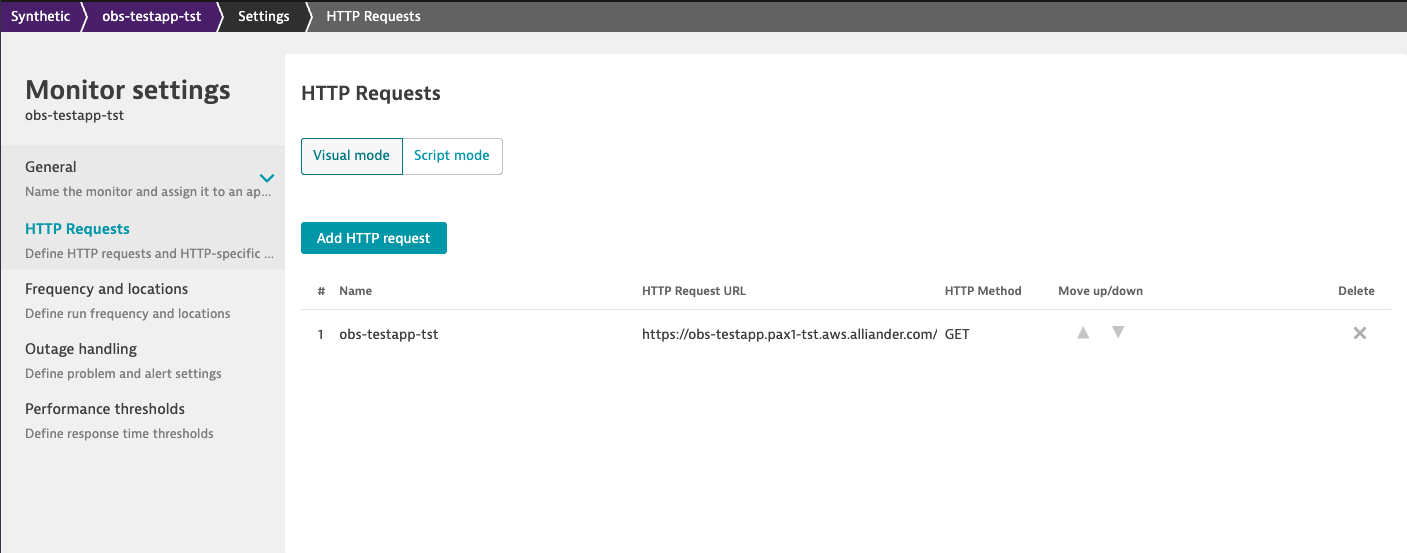 Synthetic obs-testapp-tst Settings HTTP Requests
Monitor settings
obs-testapp-tst
General
Name the monitor and assign it to an ap...
HTTP Requests
Define HTTP requests and HTTP-specific ...
Frequency and locations
Define run frequency and locations
Outage handling
Define problem and alert settings
Performance thresholds
Define response time thresholds
HTTP Requests
Visual mode Script mode
Add HTTP request
# Name HTTP Request URL HTTP Method Move up/down Delete
1 obs-testapp-tst https://obs-testapp.pax1-tst.aws.alliander.com/ GET